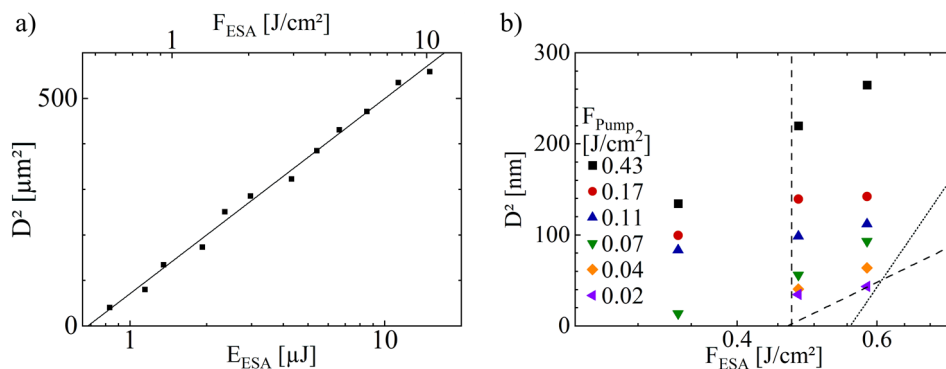 a)
F_ESA [J/cm²]
1 10
D² [µm²]
500
0
1 10
E_ESA [µJ]
b)
300
200
100
0
D² [nm]
F_Pump
[J/cm²]
0.43
0.17
0.11
0.07
0.04
0.02
0.4 0.6
F_ESA [J/cm²]